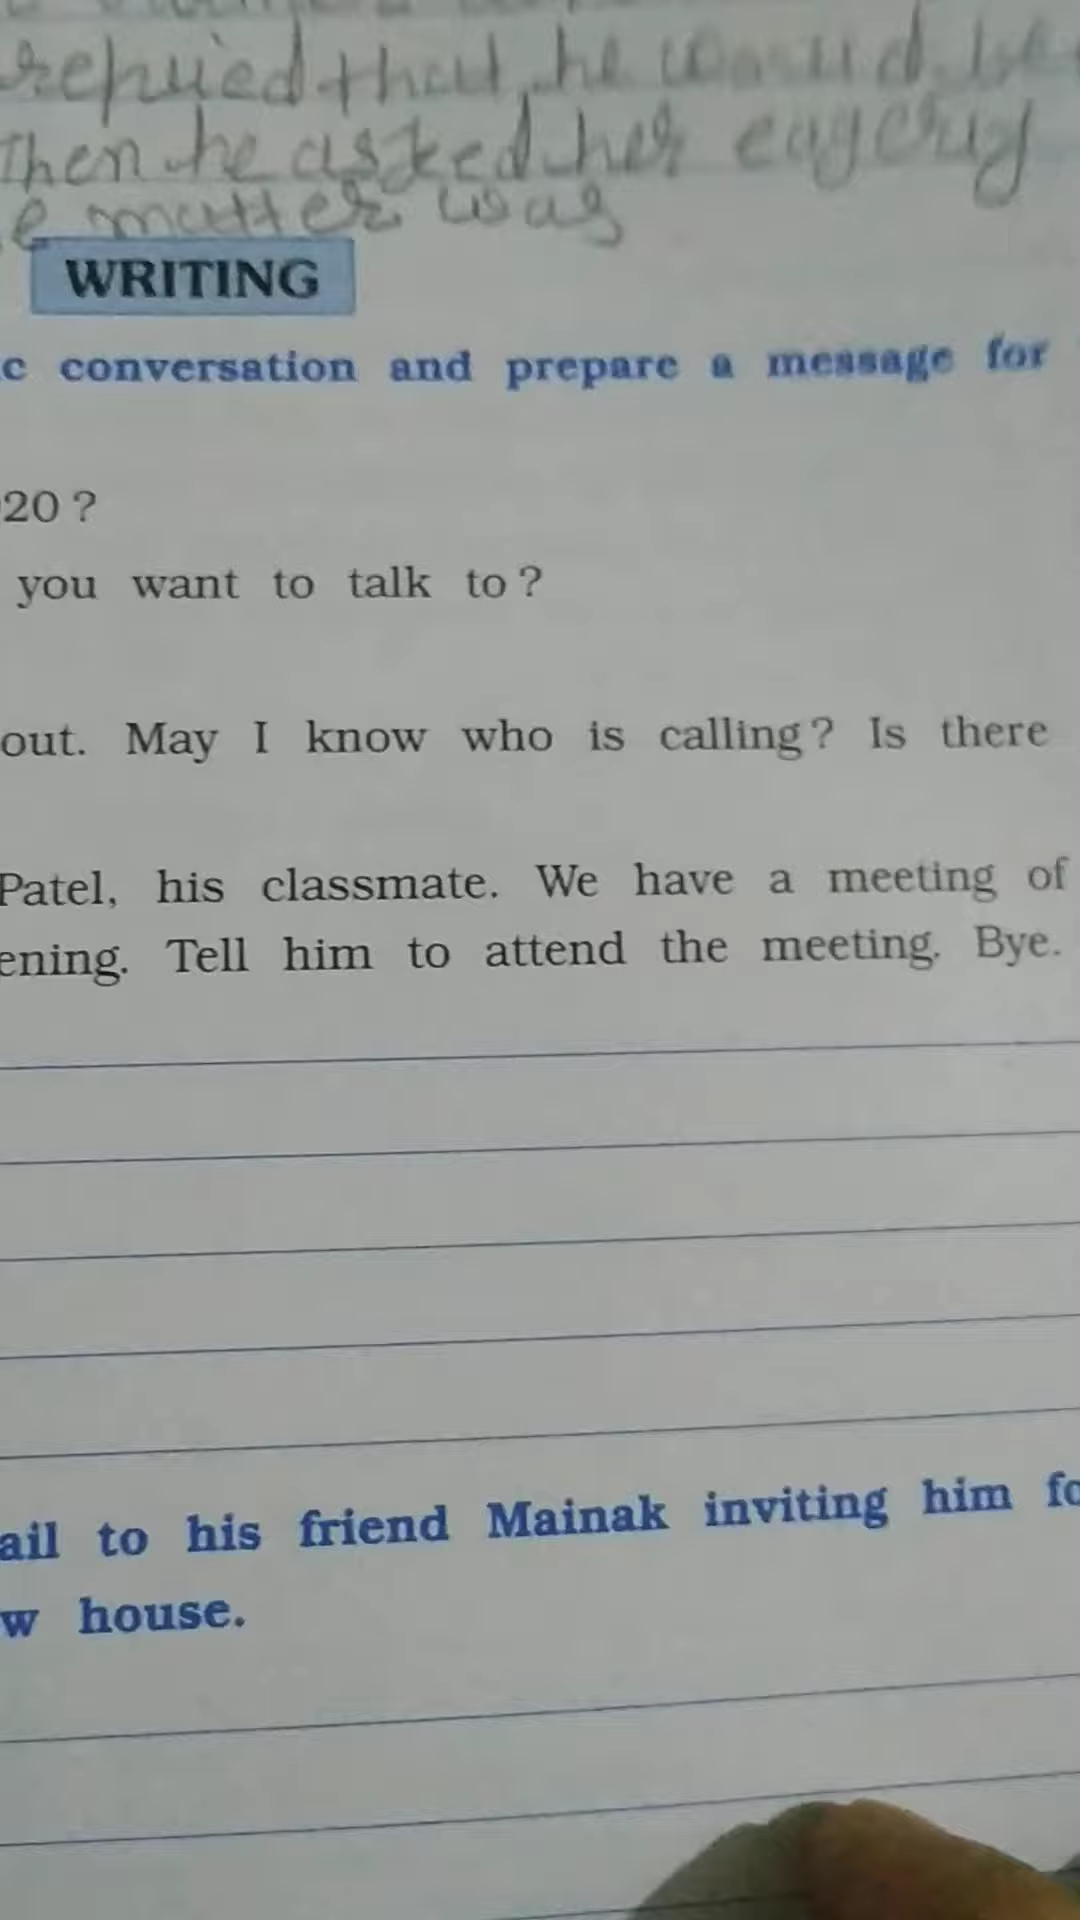 replied that he would be
Then he asked her eagerly
e matter was
WRITING
c conversation and prepare a message for
20 ?
you want to talk to ?
out. May I know who is calling ? Is there
Patel, his classmate. We have a meeting of
ening. Tell him to attend the meeting. Bye.
ail to his friend Mainak inviting him fo
w house.